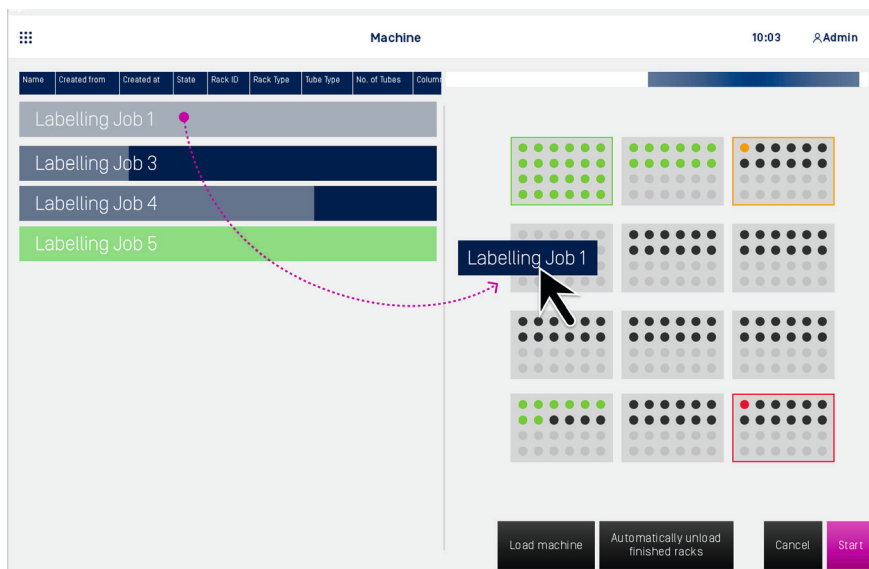 Machine
10:03
Admin
Name Created from Created at State Rack ID Rack Type Tube Type No. of Tubes
Labelling Job 1
Labelling Job 3
Labelling Job 4
Labelling Job 5
Labelling Job 1
Load machine
Automatically unload
finished racks
Cancel
Start